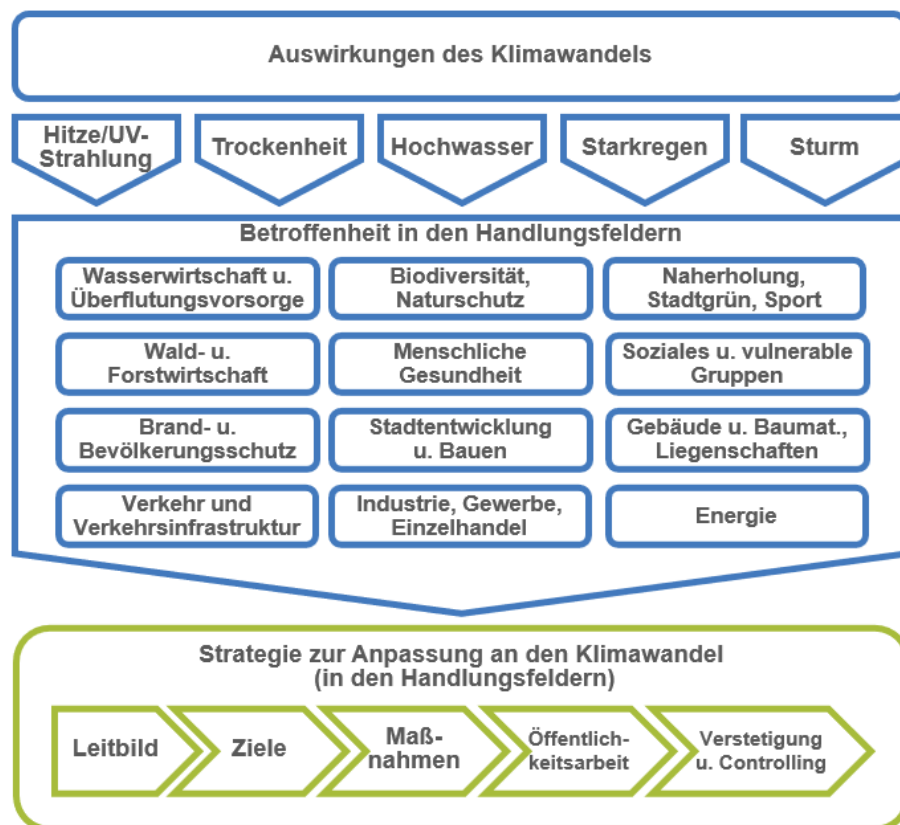 Auswirkungen des Klimawandels
Hitze/UV-
Strahlung
Trockenheit
Hochwasser
Starkregen
Sturm
Betroffenheit in den Handlungsfeldern
Wasserwirtschaft u.
Überflutungsvorsorge
Biodiversität,
Naturschutz
Naherholung,
Stadtgrün, Sport
Wald- u.
Forstwirtschaft
Menschliche
Gesundheit
Soziales u. vulnerable
Gruppen
Brand- u.
Bevölkerungsschutz
Stadtentwicklung
u. Bauen
Gebäude u. Baumat.,
Liegenschaften
Verkehr und
Verkehrsinfrastruktur
Industrie, Gewerbe,
Einzelhandel
Energie
Strategie zur Anpassung an den Klimawandel
(in den Handlungsfeldern)
Leitbild
Ziele
Maß-
nahmen
Öffentlich-
keitsarbeit
Verstetigung
u. Controlling